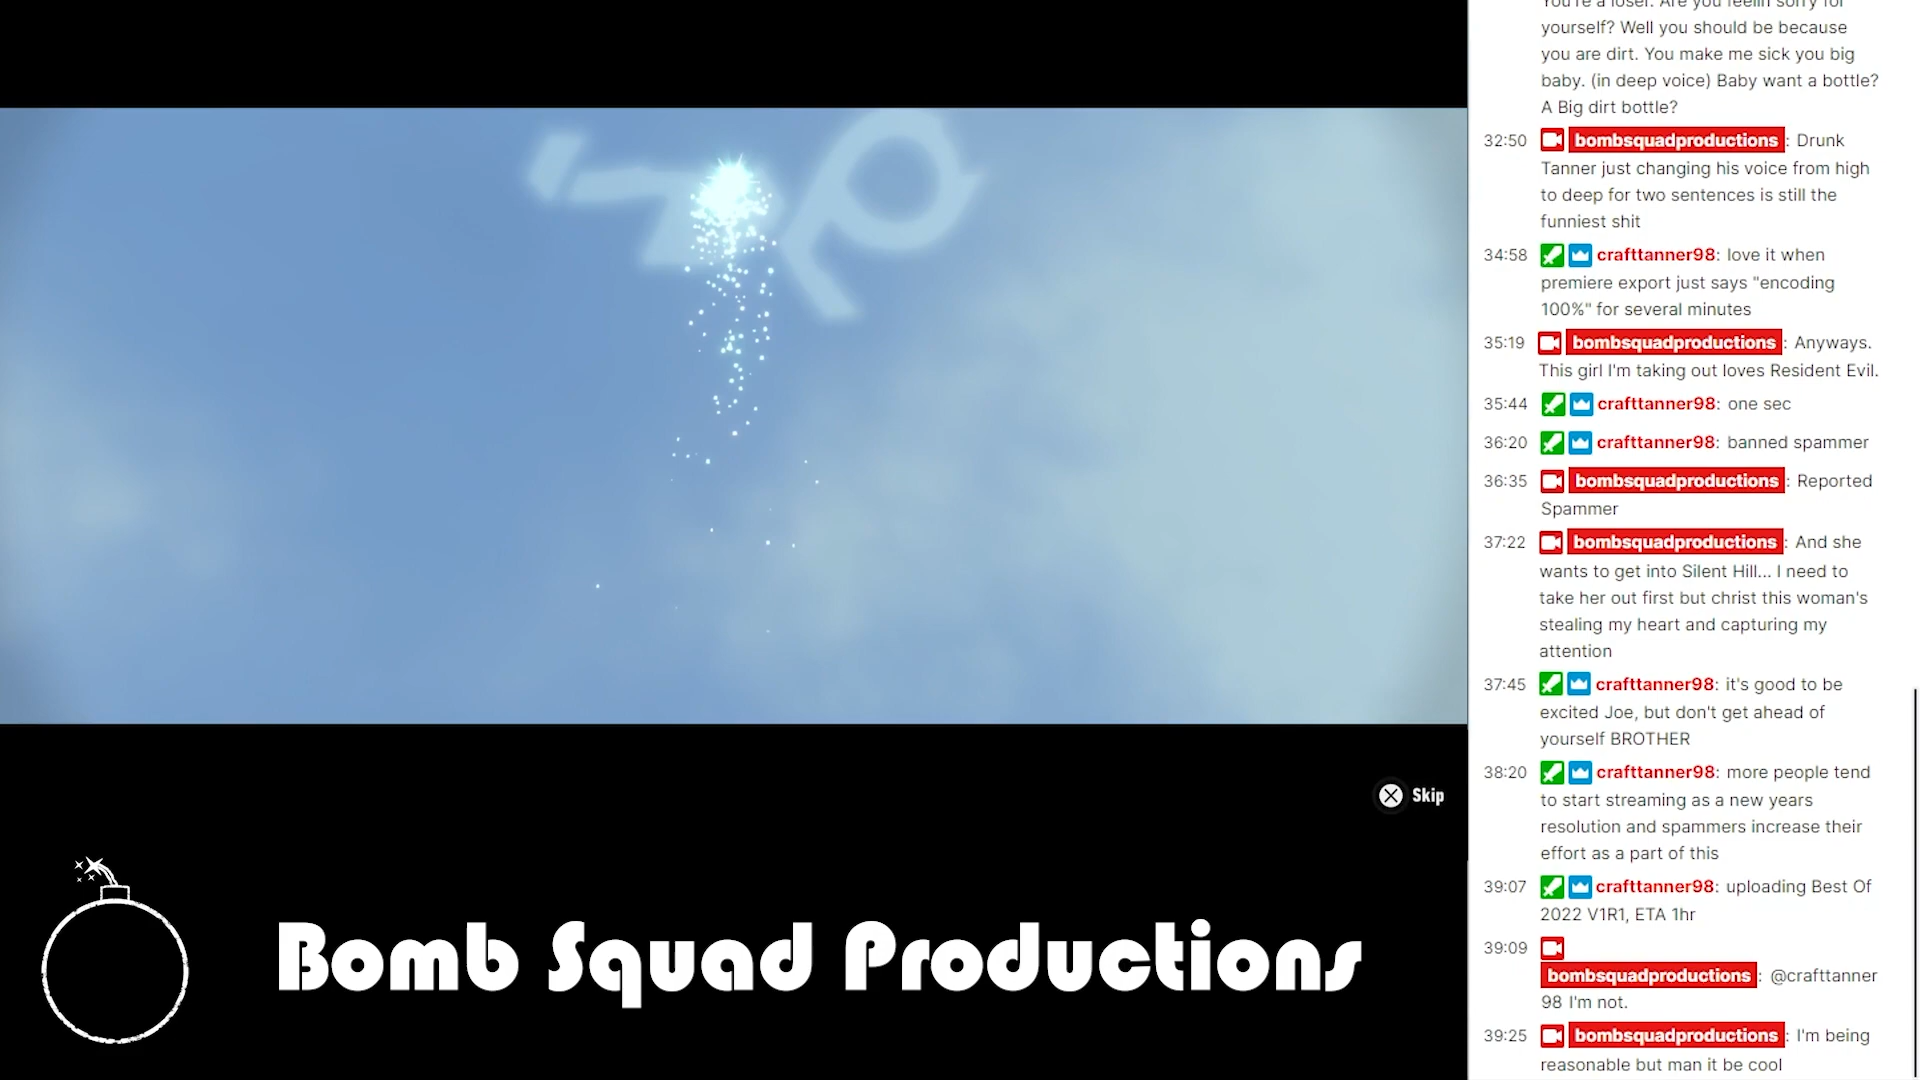 You're a loser. Are you feelin sorry for
yourself? Well you should be because
you are dirt. You make me sick you big
baby. (in deep voice) Baby want a bottle?
A Big dirt bottle?
32:50 bombsquadproductions: Drunk
Tanner just changing his voice from high
to deep for two sentences is still the
funniest shit
34:58 crafttanner98: love it when
premiere export just says "encoding
100%" for several minutes
35:19 bombsquadproductions: Anyways.
This girl I'm taking out loves Resident Evil.
35:44 crafttanner98: one sec
36:20 crafttanner98: banned spammer
36:35 bombsquadproductions: Reported
Spammer
37:22 bombsquadproductions: And she
wants to get into Silent Hill... I need to
take her out first but christ this woman's
stealing my heart and capturing my
attention
37:45 crafttanner98: it's good to be
excited Joe, but don't get ahead of
yourself BROTHER
38:20 crafttanner98: more people tend
to start streaming as a new years
resolution and spammers increase their
effort as a part of this
39:07 crafttanner98: uploading Best Of
2022 V1R1, ETA 1hr
39:09
bombsquadproductions: @crafttanner
98 I'm not.
39:25 bombsquadproductions: I'm being
reasonable but man it be cool
Skip
Bomb Squad Productions